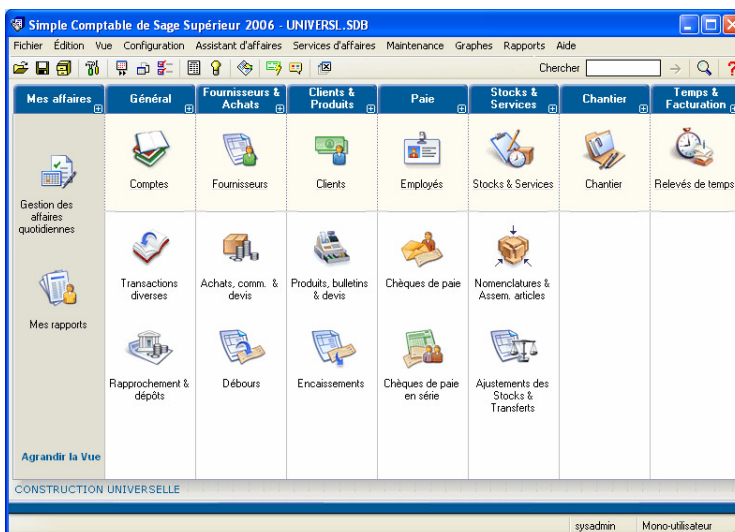 Simple Comptable de Sage Supérieur 2006 - UNIVERSL.SDB
Fichier Édition Vue Configuration Assistant d'affaires Services d'affaires Maintenance Graphes Rapports Aide
Chercher
Mes affaires Général Fournisseurs & Achats Clients & Produits Paie Stocks & Services Chantier Temps & Facturation
Comptes Fournisseurs Clients Employés Stocks & Services Chantier Relevés de temps
Gestion des
affaires
quotidiennes
Transactions diverses Achats, comm. & devis Produits, bulletins & devis Chèques de paie Nomenclatures & Assem. articles
Mes rapports
Rapprochement & dépôts Débours Encaissements Chèques de paie en série Ajustements des Stocks & Transferts
Agrandir la Vue
CONSTRUCTION UNIVERSELLE
sysadmin Mono-utilisateur